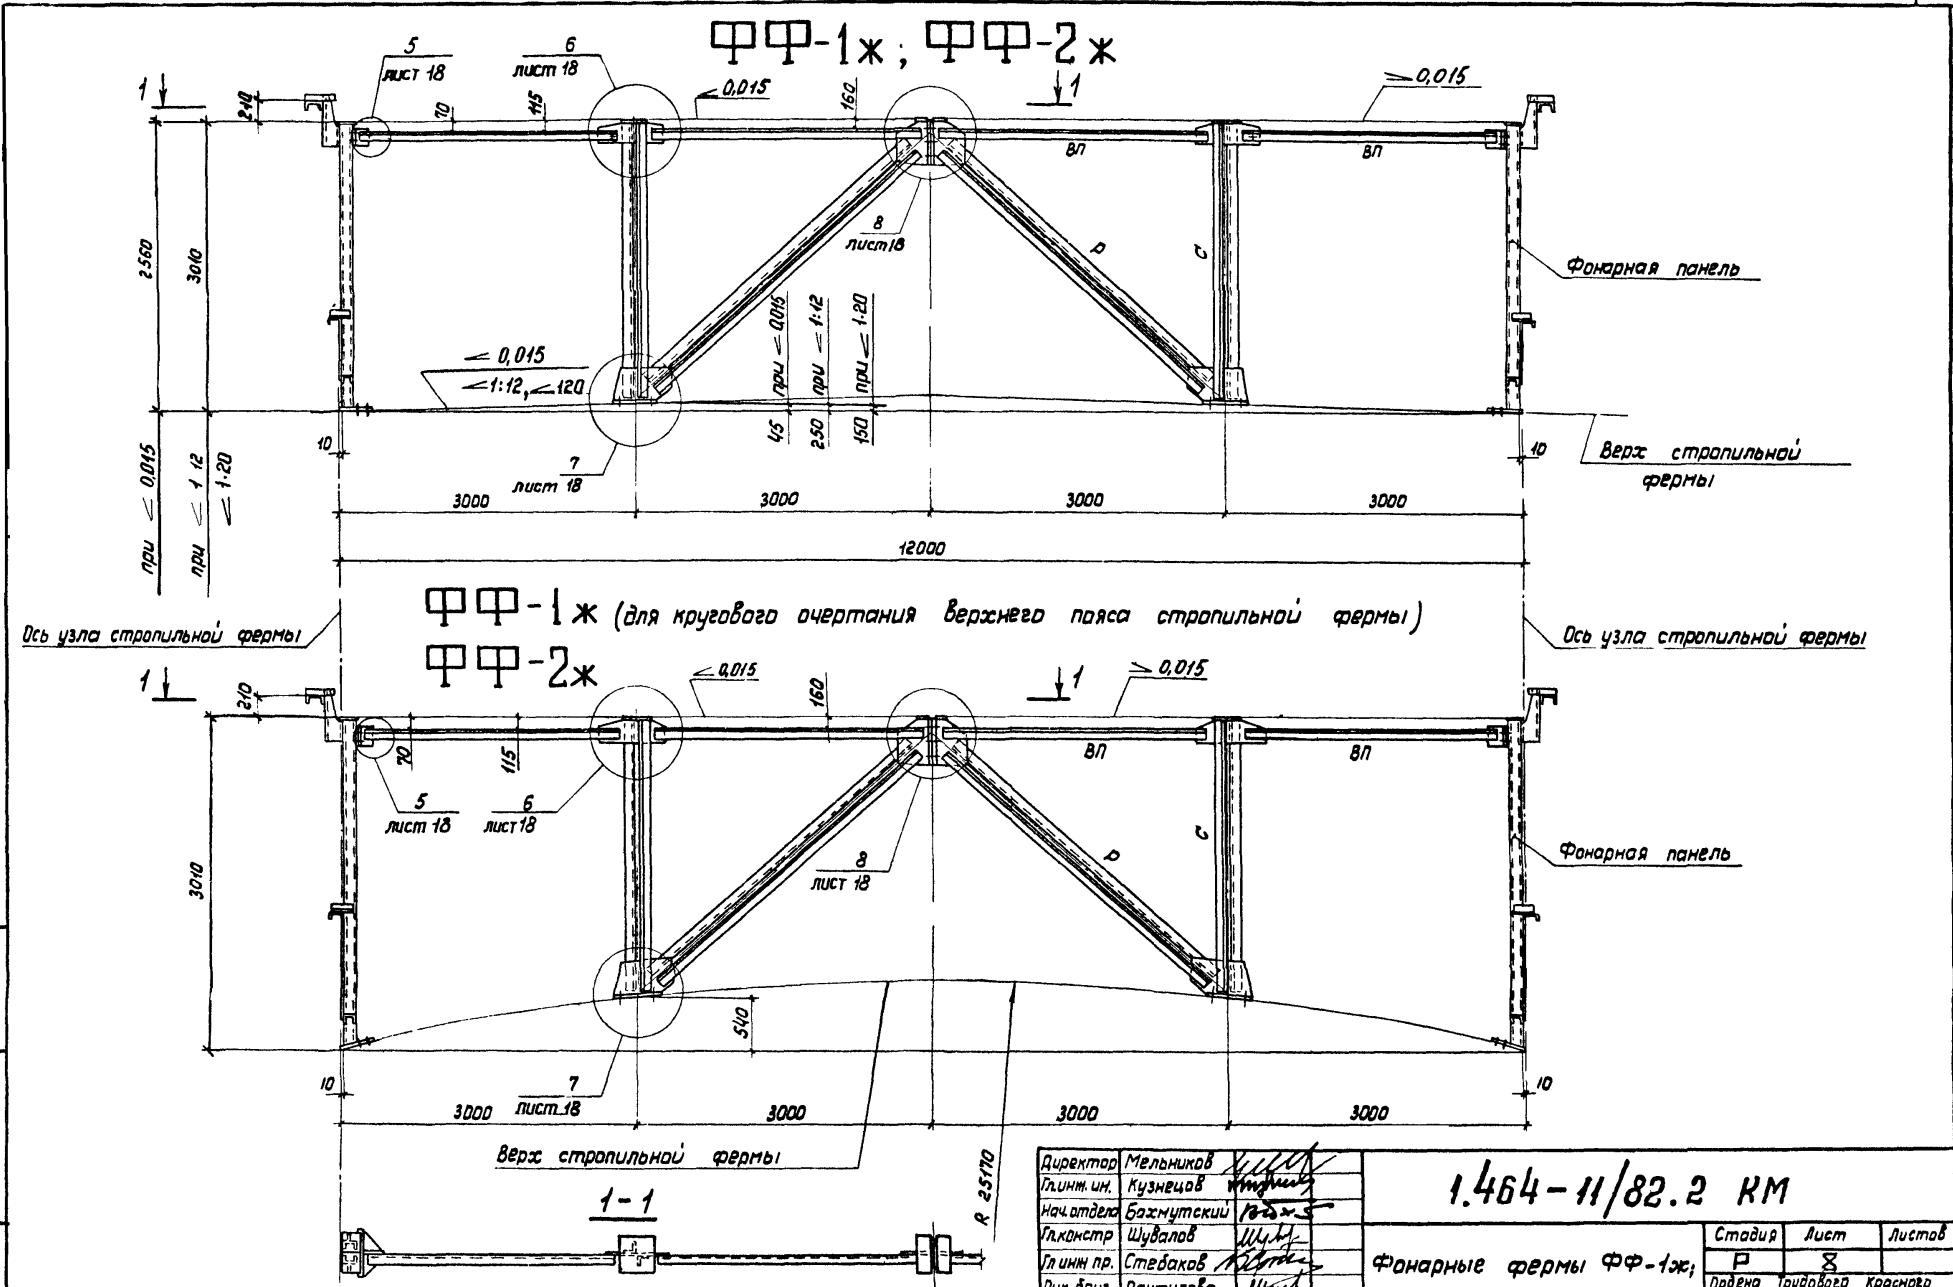 ФФ-1ж; ФФ-2ж
5
лист 18
6
лист 18
1
1
210
70
115
0,015
160
0,015
ВП
ВП
8
лист 18
Р
С
Фонарная панель
2560
3010
0,015
1:12, 1:20
45 при 0,015
250 при 1:12
150 при 1:20
7
лист 18
10
10
Верх стропильной
фермы
при 0,015
при 1:12
1:20
3000
3000
3000
3000
12000
Ось узла стропильной фермы
Ось узла стропильной фермы
ФФ-1ж (для кругового очертания верхнего пояса стропильной фермы)
ФФ-2ж
1
1
210
0,015
160
0,015
70
115
ВП
ВП
5
лист 18
6
лист 18
8
лист 18
Р
С
Фонарная панель
3010
540
7
лист 18
10
10
3000
3000
3000
3000
Верх стропильной фермы
R 25170
1-1
Директор Мельников
Гл.инж.ин. Кузнецов
Нач.отдела Бахмутский
Гл.констр Шувалов
Гл инж пр. Стебаков
1.464-11/82.2 КМ
Фонарные фермы ФФ-1ж;
Стадия Лист Листов
Р 8
Ордена Трудового Красного